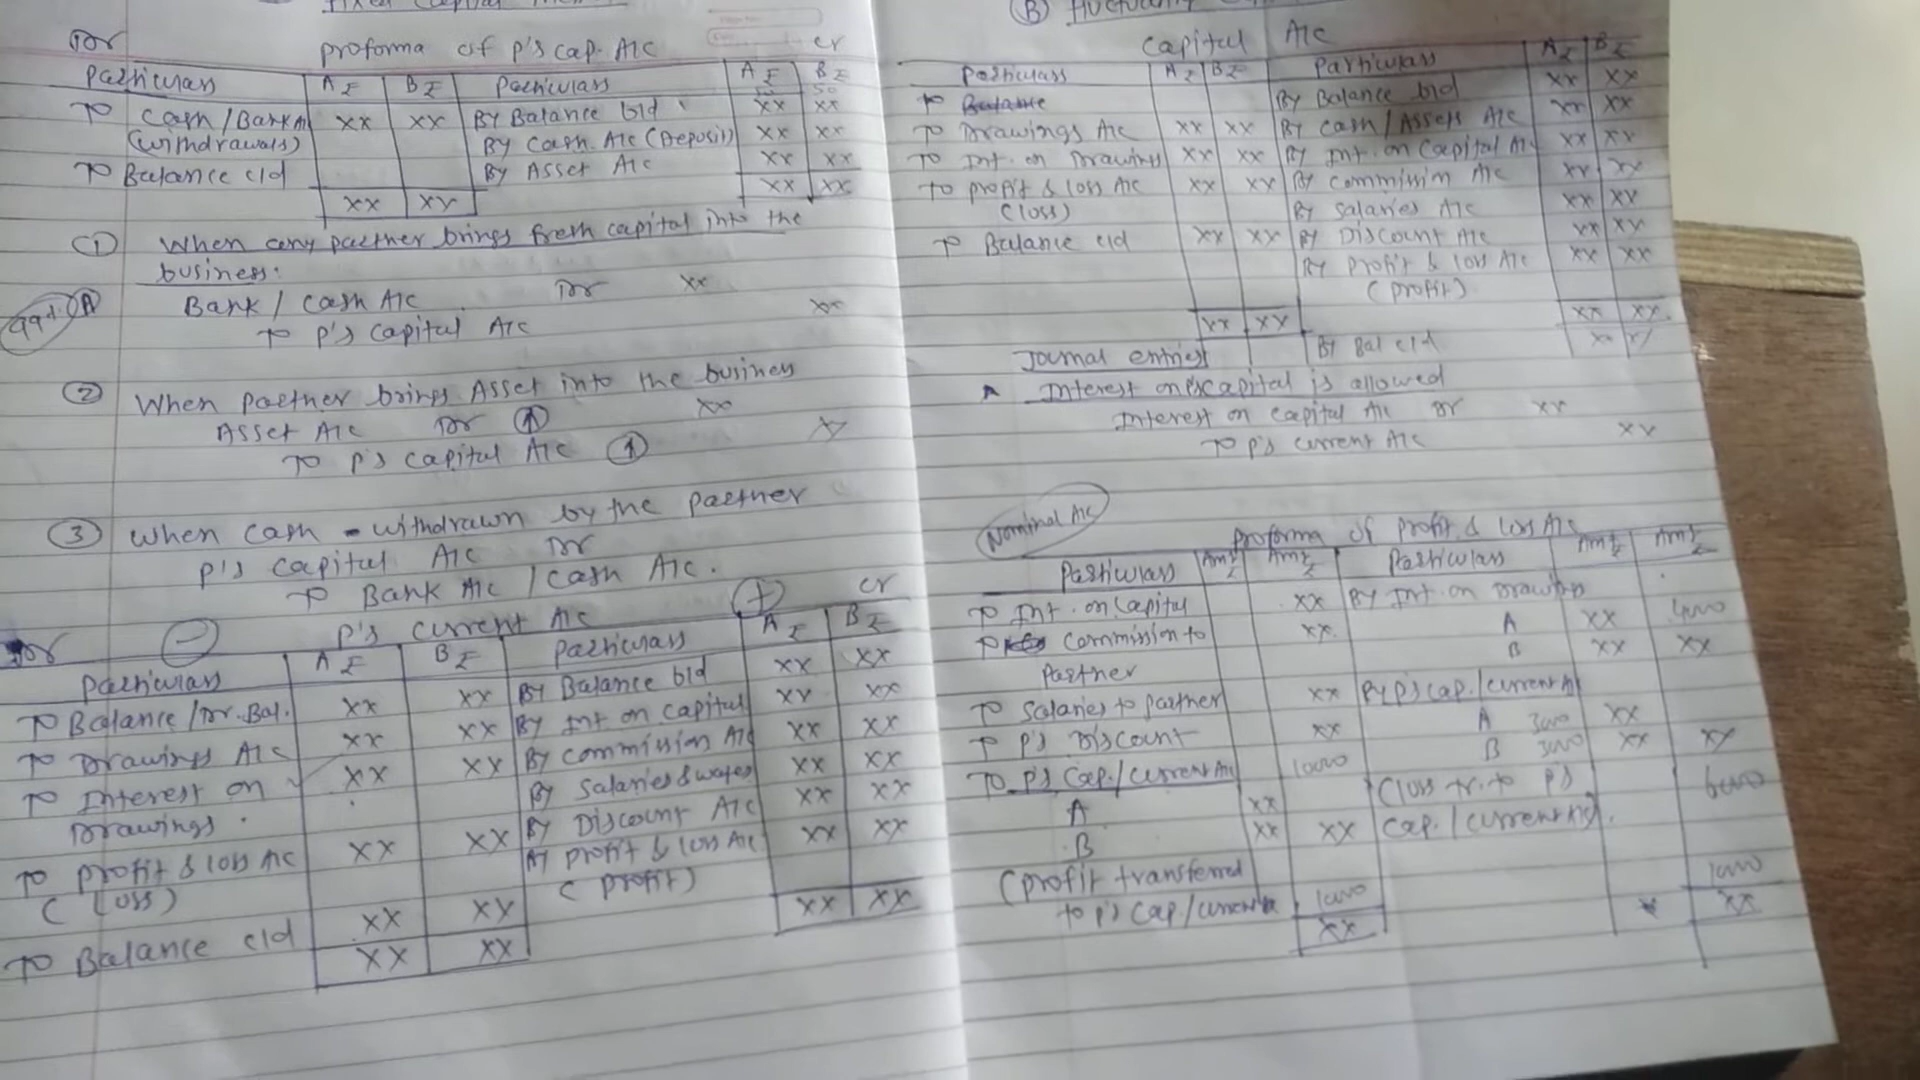 Fixed Capital
Dr proforma of P's cap. A/c cr
Particulars A ₹ B ₹ Particulars A ₹ B ₹
50 50
To Cash/Bank A/c xx xx By Balance b/d xx xx
(withdrawals) By Cash A/c (Deposit) xx xx
To Balance c/d By Asset A/c xx xx
xx xx xx xx
① When any partner brings fresh capital into the
business:
Bank / Cash A/c Dr xx
To P's Capital A/c xx
② When Partner brings Asset into the business
Asset A/c Dr xx
To P's Capital A/c
③ When cash - withdrawn by the partner
P's Capital A/c Dr
To Bank A/c / Cash A/c.
P's Current A/c + cr
Dr −
Particulars A ₹ B ₹ Particulars A ₹ B ₹
To Balance/Dr. Bal. xx xx By Balance b/d xx xx
To Drawings A/c xx xx By Int on Capital xx xx
To Interest on xx xx By Commission A/c xx xx
Drawings. By Salaries & wages xx xx
To profit & loss A/c xx xx By Discount A/c xx xx
(Loss) profit & loss A/c xx xx
(profit)
To Balance c/d xx xx xx xx
xx xx
(B) Fluctuating
Capital A/c
Particulars A ₹ B ₹ Particulars A ₹ B ₹
To Balance By Balance b/d xx xx
To Drawings A/c xx xx By Cash/Assets A/c xx xx
To Int. on Drawings xx xx By Int. on Capital A/c xx xx
To profit & loss A/c xx xx By Commission A/c xx xx
(Loss) By Salaries A/c xx xx
To Balance c/d xx xx By Discount A/c xx xx
By Profit & loss A/c xx xx
(profit)
xx xx xx xx
Journal entries By Bal c/d
Interest on P's capital is allowed
Interest on capital A/c Dr xx
To P's current A/c xx
Nominal A/c
Proforma of profit & loss A/c
Particulars Amt ₹ Amt ₹ Particulars Amt ₹ Amt ₹
To Int. on Capital xx By Int. on Drawings
To Commission to xx A xx 4000
Partner B xx xx
To Salaries to partner xx By P's cap./current A/c
To P's Discount xx A 3000 xx
To P's Cap./Current A/c 10000 B 3000 xx xx
A xx (Loss tr. to P's 6000
B xx xx Cap. / Current A/c).
(profit transferred
to P's Cap/Current 1000 xx
xx